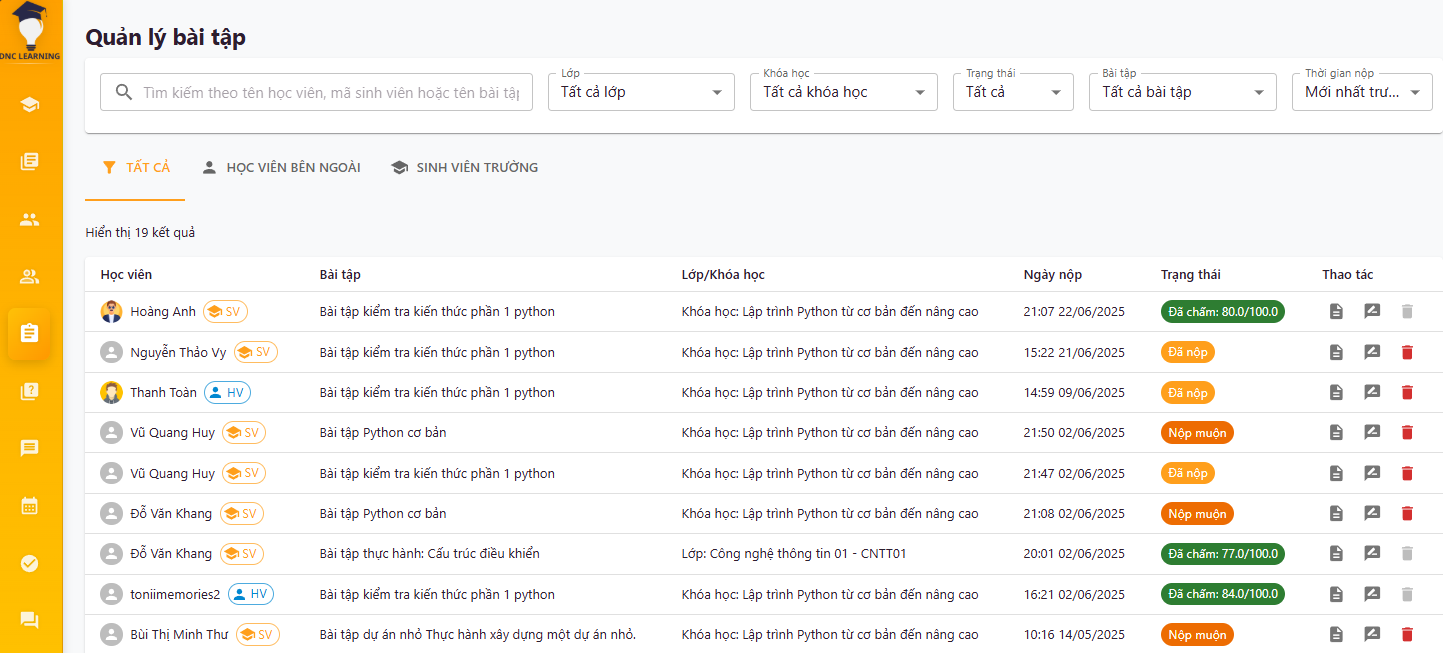 DNC LEARNING
Quản lý bài tập
Tìm kiếm theo tên học viên, mã sinh viên hoặc tên bài tập
Lớp
Tất cả lớp
Khóa học
Tất cả khóa học
Trạng thái
Tất cả
Bài tập
Tất cả bài tập
Thời gian nộp
Mới nhất trư...
TẤT CẢ HỌC VIÊN BÊN NGOÀI SINH VIÊN TRƯỜNG
Hiển thị 19 kết quả
Học viên Bài tập Lớp/Khóa học Ngày nộp Trạng thái Thao tác
Hoàng Anh SV Bài tập kiểm tra kiến thức phần 1 python Khóa học: Lập trình Python từ cơ bản đến nâng cao 21:07 22/06/2025 Đã chấm: 80.0/100.0
Nguyễn Thảo Vy SV Bài tập kiểm tra kiến thức phần 1 python Khóa học: Lập trình Python từ cơ bản đến nâng cao 15:22 21/06/2025 Đã nộp
Thanh Toàn HV Bài tập kiểm tra kiến thức phần 1 python Khóa học: Lập trình Python từ cơ bản đến nâng cao 14:59 09/06/2025 Đã nộp
Vũ Quang Huy SV Bài tập Python cơ bản Khóa học: Lập trình Python từ cơ bản đến nâng cao 21:50 02/06/2025 Nộp muộn
Vũ Quang Huy SV Bài tập kiểm tra kiến thức phần 1 python Khóa học: Lập trình Python từ cơ bản đến nâng cao 21:47 02/06/2025 Đã nộp
Đỗ Văn Khang SV Bài tập Python cơ bản Khóa học: Lập trình Python từ cơ bản đến nâng cao 21:08 02/06/2025 Nộp muộn
Đỗ Văn Khang SV Bài tập thực hành: Cấu trúc điều khiển Lớp: Công nghệ thông tin 01 - CNTT01 20:01 02/06/2025 Đã chấm: 77.0/100.0
toniimemories2 HV Bài tập kiểm tra kiến thức phần 1 python Khóa học: Lập trình Python từ cơ bản đến nâng cao 16:21 02/06/2025 Đã chấm: 84.0/100.0
Bùi Thị Minh Thư SV Bài tập dự án nhỏ Thực hành xây dựng một dự án nhỏ. Khóa học: Lập trình Python từ cơ bản đến nâng cao 10:16 14/05/2025 Nộp muộn